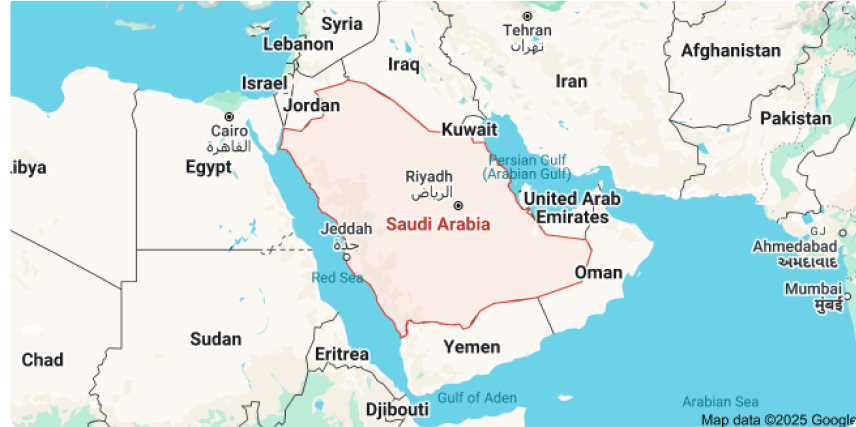 Syria
Lebanon
Tehran
تهران
Afghanistan
Iraq
Israel
Iran
Jordan
Pakistan
Cairo
القاهرة
Kuwait
Egypt
Persian Gulf
(Arabian Gulf)
Riyadh
الرياض
United Arab
Emirates
Saudi Arabia
Jeddah
جدة
GJ
Ahmedabad
અમદાવાદ
Oman
Red Sea
Mumbai
मुंबई
Sudan
Yemen
Eritrea
Chad
Gulf of Aden
Arabian Sea
Djibouti
Map data ©2025 Google